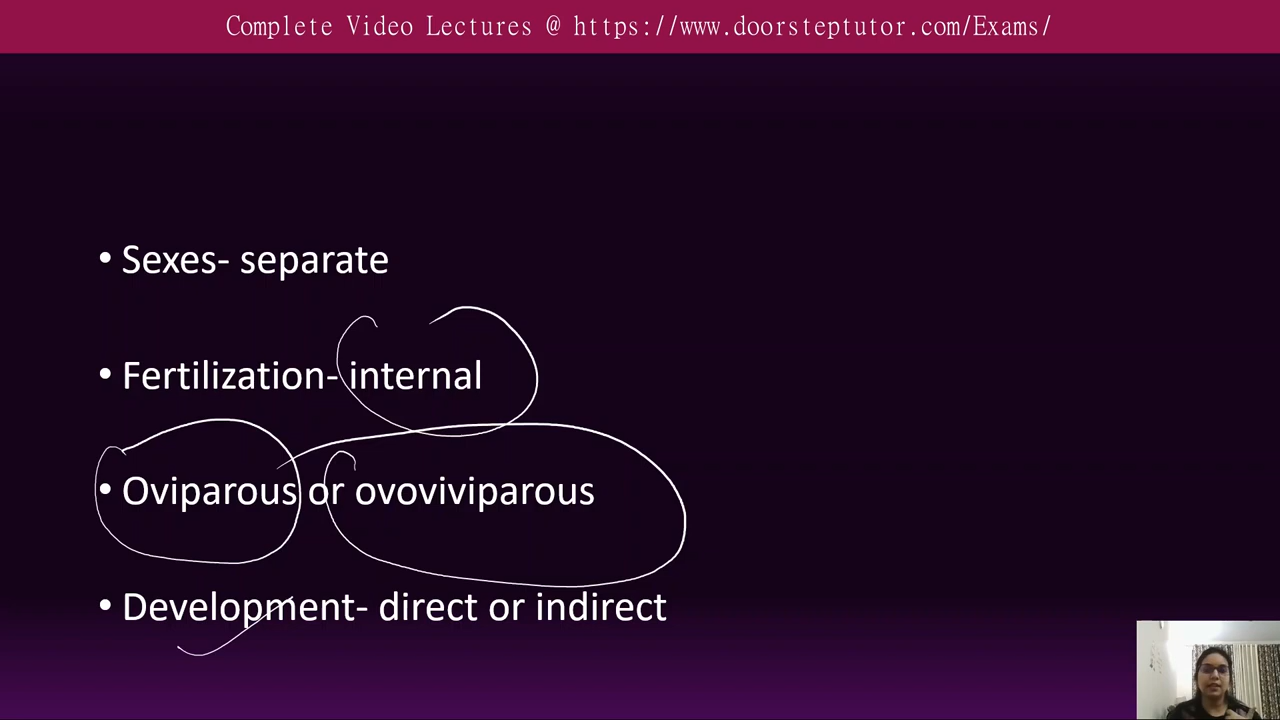 Complete Video Lectures @ https://www.doorsteptutor.com/Exams/
• Sexes- separate
• Fertilization- internal
• Oviparous or ovoviviparous
• Development- direct or indirect